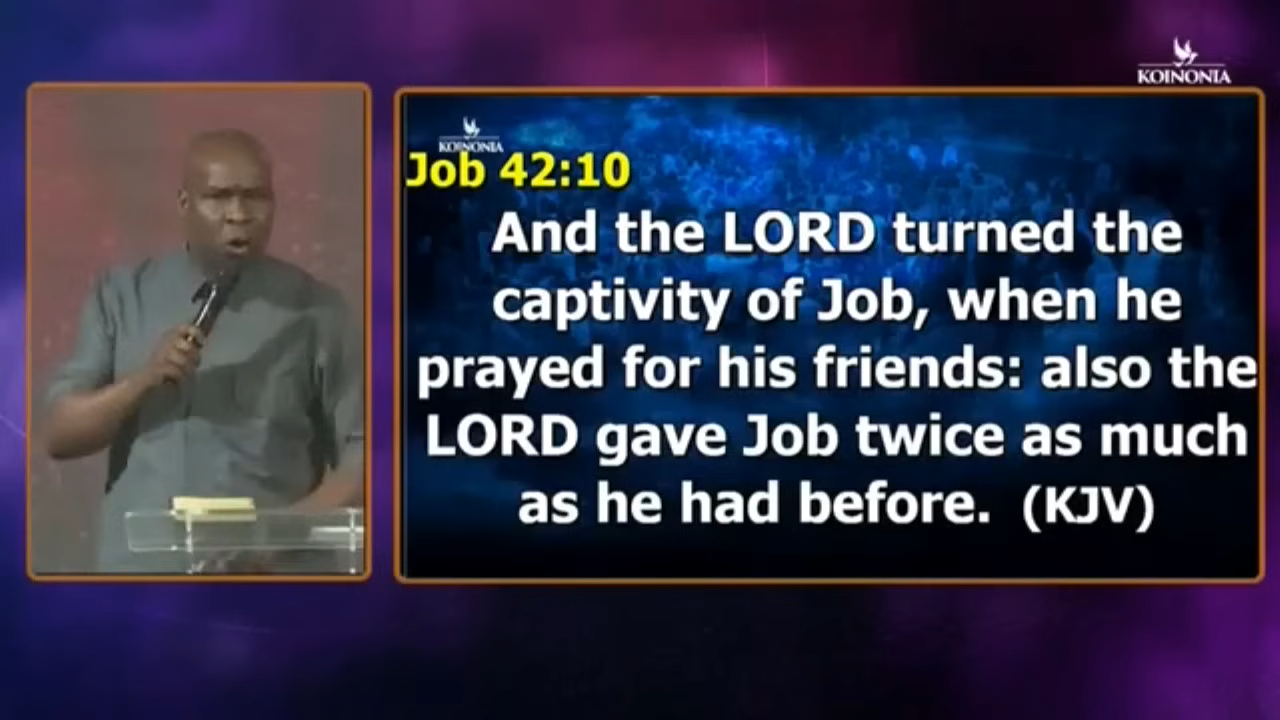 KOINONIA
KOINONIA
Job 42:10
And the LORD turned the
captivity of Job, when he
prayed for his friends: also the
LORD gave Job twice as much
as he had before. (KJV)